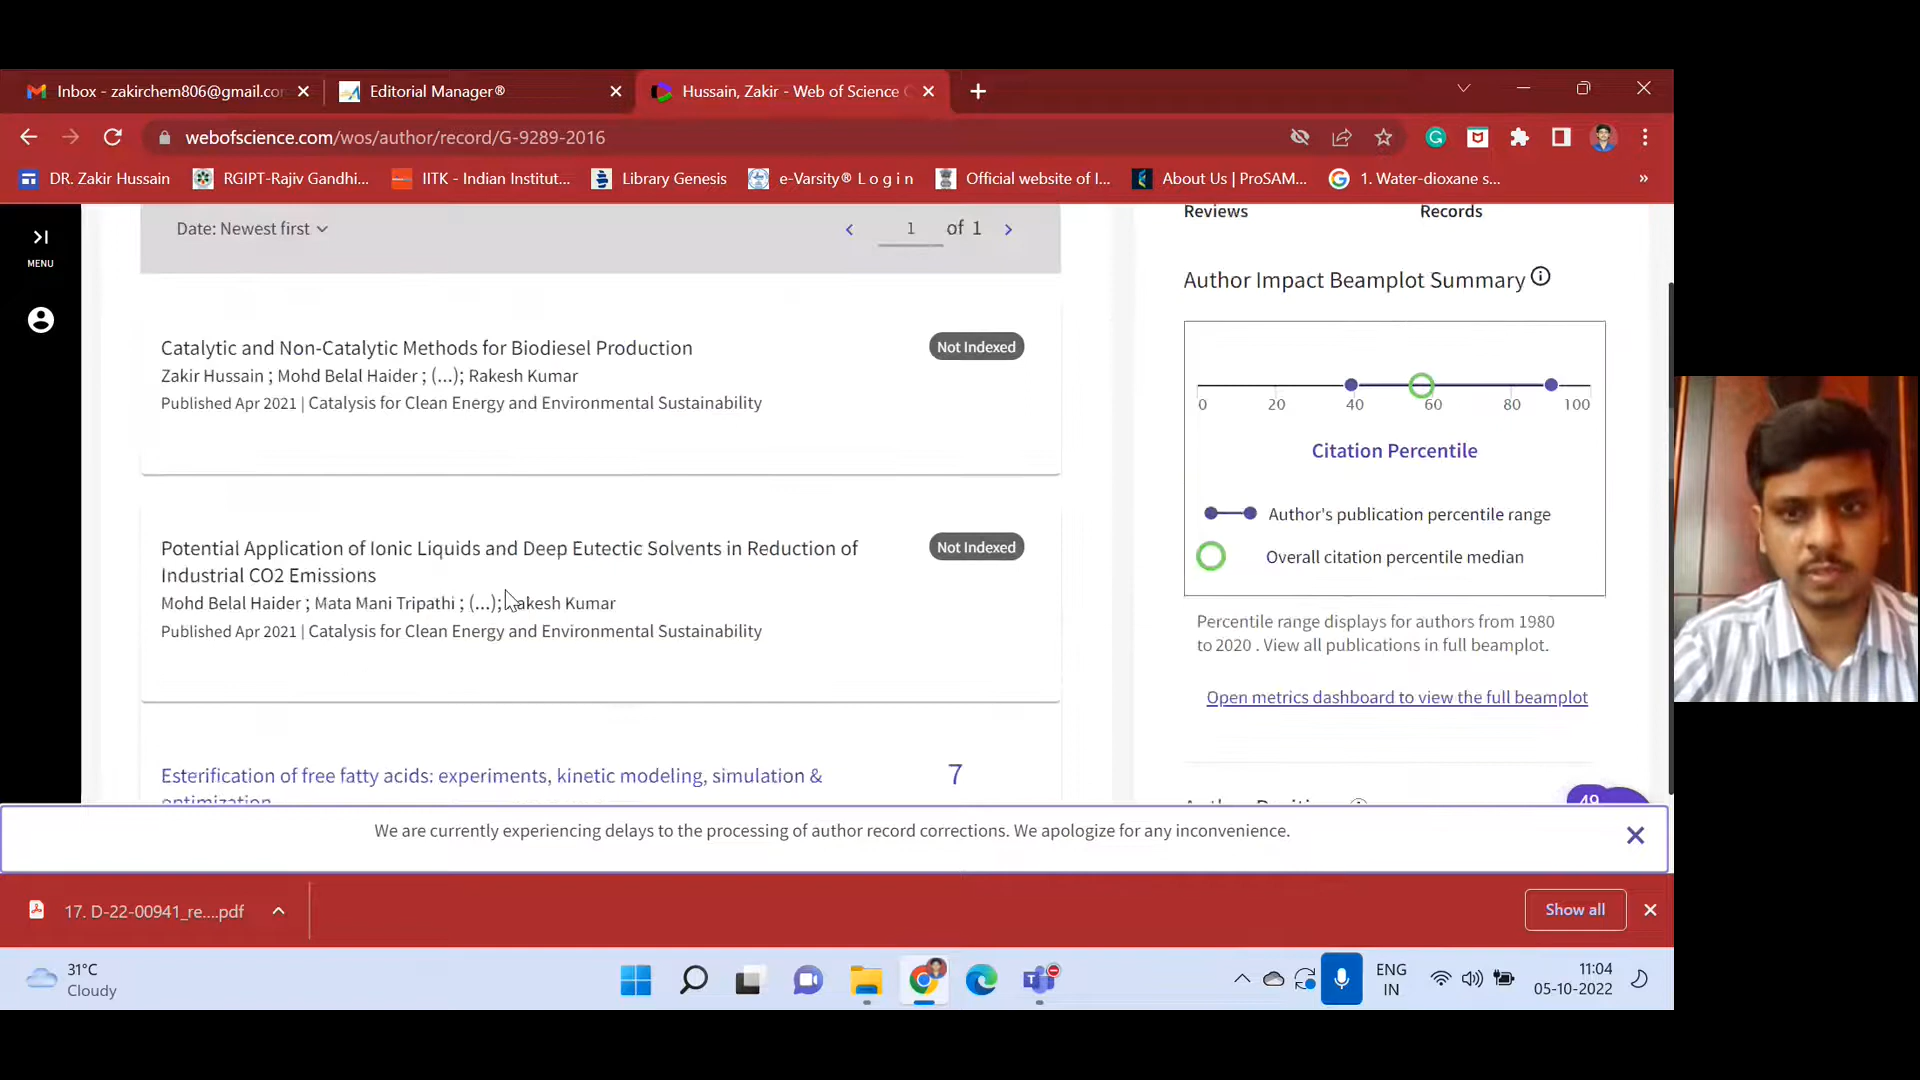 Inbox - zakirchem806@gmail.co
Editorial Manager®
Hussain, Zakir - Web of Science
webofscience.com/wos/author/record/G-9289-2016
DR. Zakir Hussain
RGIPT-Rajiv Gandhi...
IITK - Indian Institut...
Library Genesis
e-Varsity® L o g i n
Official website of I...
About Us | ProSAM...
1. Water-dioxane s...
»
MENU
Date: Newest first
1 of 1
Catalytic and Non-Catalytic Methods for Biodiesel Production
Not Indexed
Zakir Hussain ; Mohd Belal Haider ; (...); Rakesh Kumar
Published Apr 2021 | Catalysis for Clean Energy and Environmental Sustainability
Potential Application of Ionic Liquids and Deep Eutectic Solvents in Reduction of
Industrial CO2 Emissions
Not Indexed
Mohd Belal Haider ; Mata Mani Tripathi ; (...); Rakesh Kumar
Published Apr 2021 | Catalysis for Clean Energy and Environmental Sustainability
Esterification of free fatty acids: experiments, kinetic modeling, simulation &
optimization
7
Reviews
Records
Author Impact Beamplot Summary
0 20 40 60 80 100
Citation Percentile
Author's publication percentile range
Overall citation percentile median
Percentile range displays for authors from 1980
to 2020 . View all publications in full beamplot.
Open metrics dashboard to view the full beamplot
49
We are currently experiencing delays to the processing of author record corrections. We apologize for any inconvenience.
17. D-22-00941_re....pdf
Show all
31°C
Cloudy
ENG
IN
11:04
05-10-2022